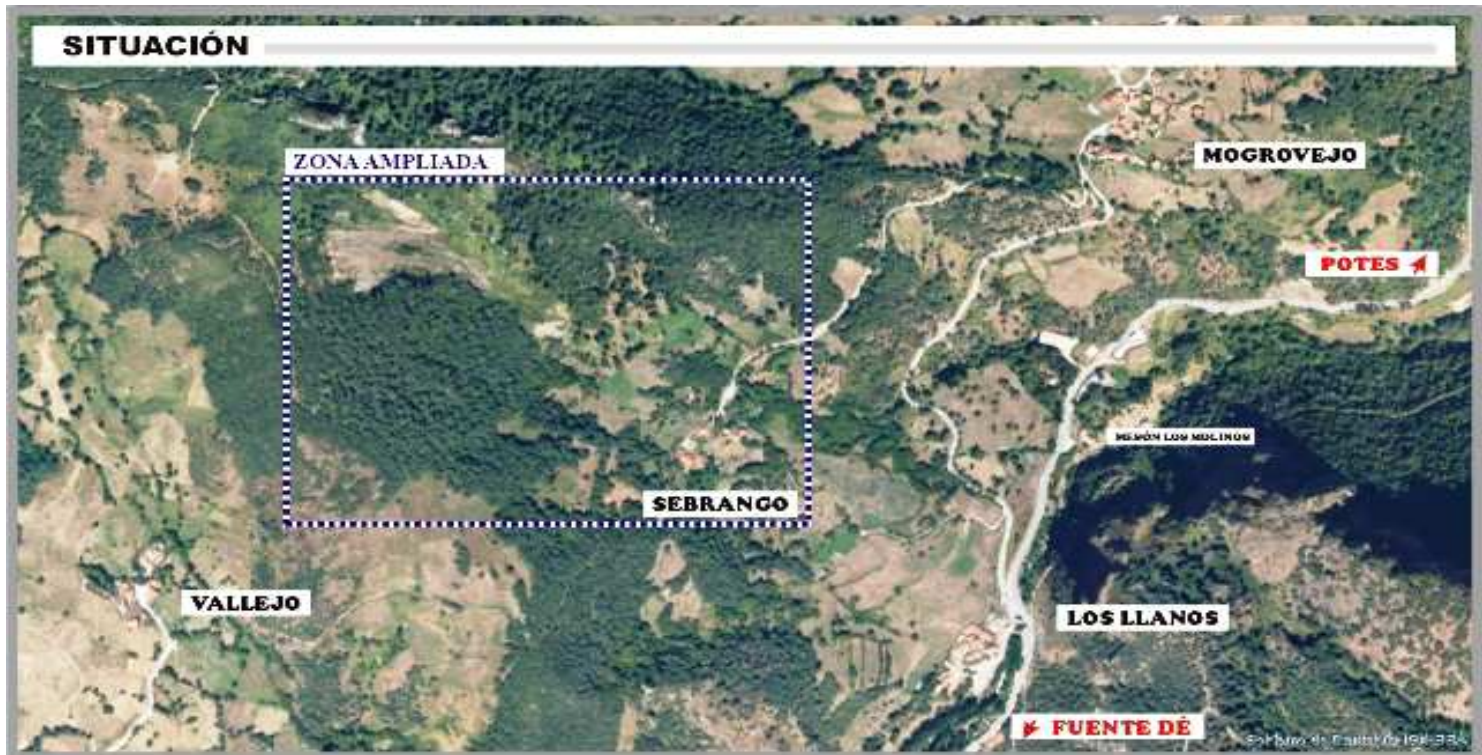 SITUACIÓN
ZONA AMPLIADA
MOGROVEJO
POTES
MESÓN LOS MOLINOS
SEBRANGO
VALLEJO
LOS LLANOS
FUENTE DÉ